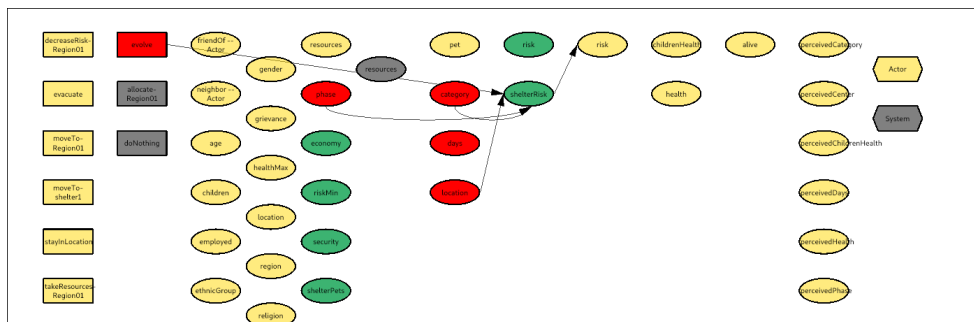 decreaseRisk-
Region01
evolve
friendOf --
Actor
resources
pet
risk
risk
childrenHealth
alive
perceivedCategory
gender
resources
Actor
evacuate
allocate-
Region01
neighbor --
Actor
phase
category
shelterRisk
health
perceivedCenter
grievance
System
moveTo-
Region01
doNothing
age
economy
days
perceivedChildrenHealth
healthMax
moveTo-
shelter1
children
riskMin
location
perceivedDays
location
stayInLocation
employed
security
perceivedHealth
region
takeResources-
Region01
ethnicGroup
shelterPets
perceivedPhase
religion